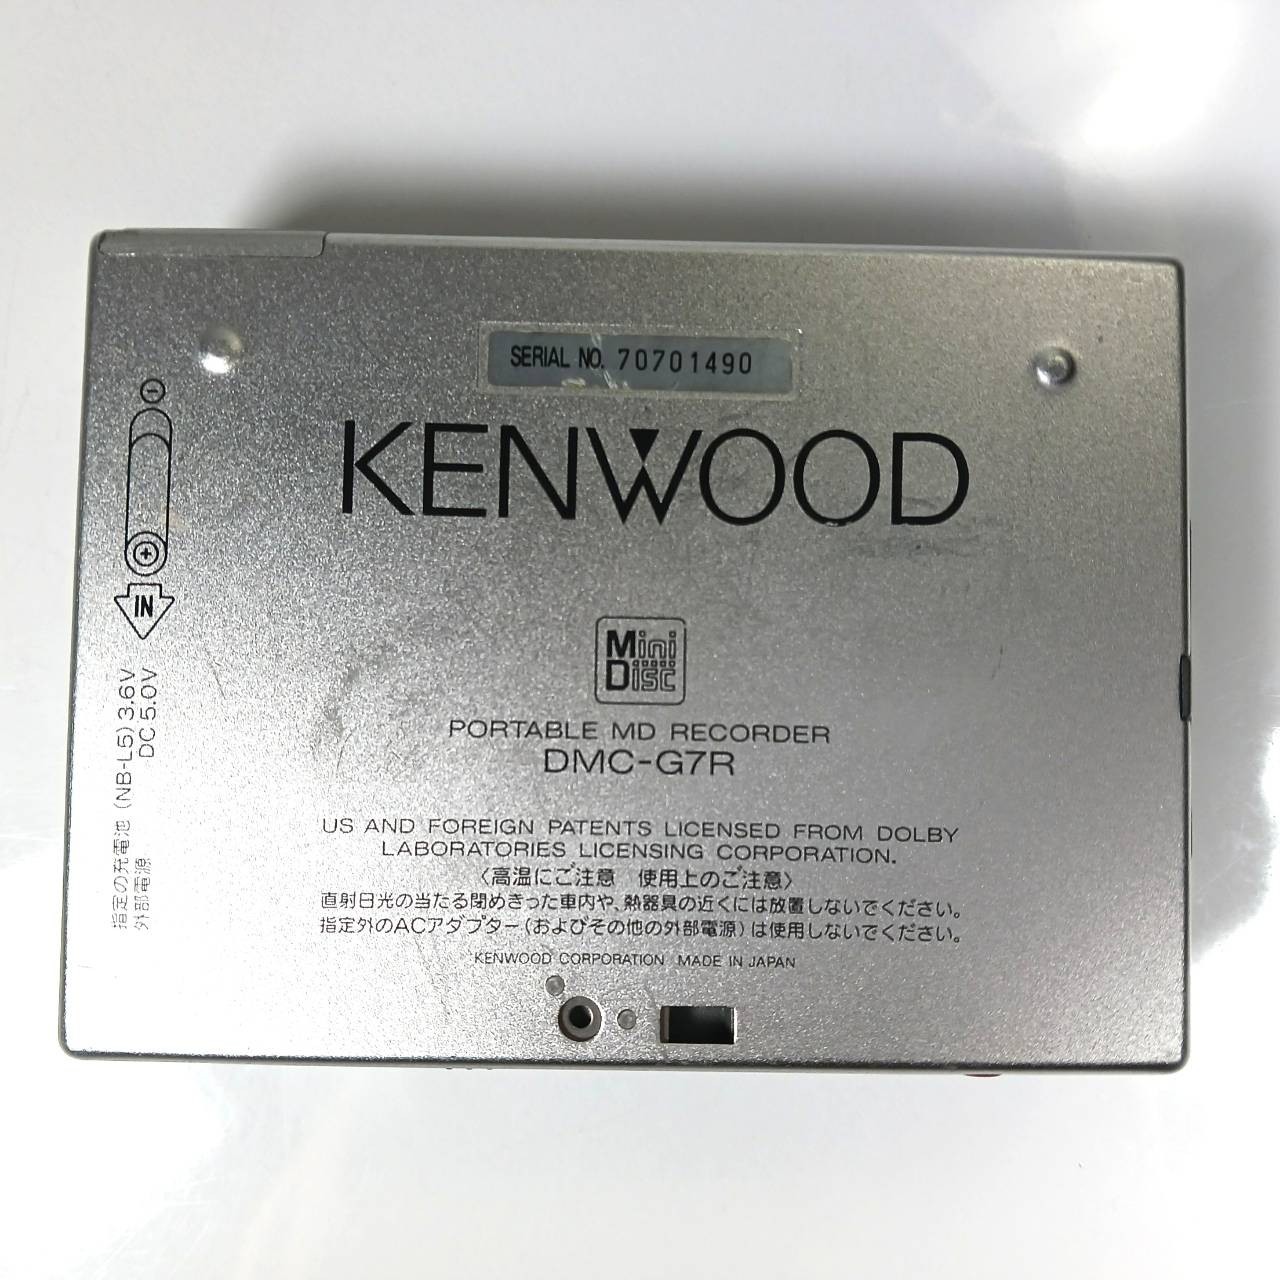 SERIAL NO. 70701490
KENWOOD
Mini
Disc
PORTABLE MD RECORDER
DMC-G7R
US AND FOREIGN PATENTS LICENSED FROM DOLBY
LABORATORIES LICENSING CORPORATION.
〈高温にご注意　使用上のご注意〉
直射日光の当たる閉めきった車内や、熱器具の近くには放置しないでください。
指定外のACアダプター(およびその他の外部電源)は使用しないでください。
KENWOOD CORPORATION MADE IN JAPAN
⊖
⊕
IN
指定の充電池 (NB-L5) 3.6V
外部電源 DC 5.0V